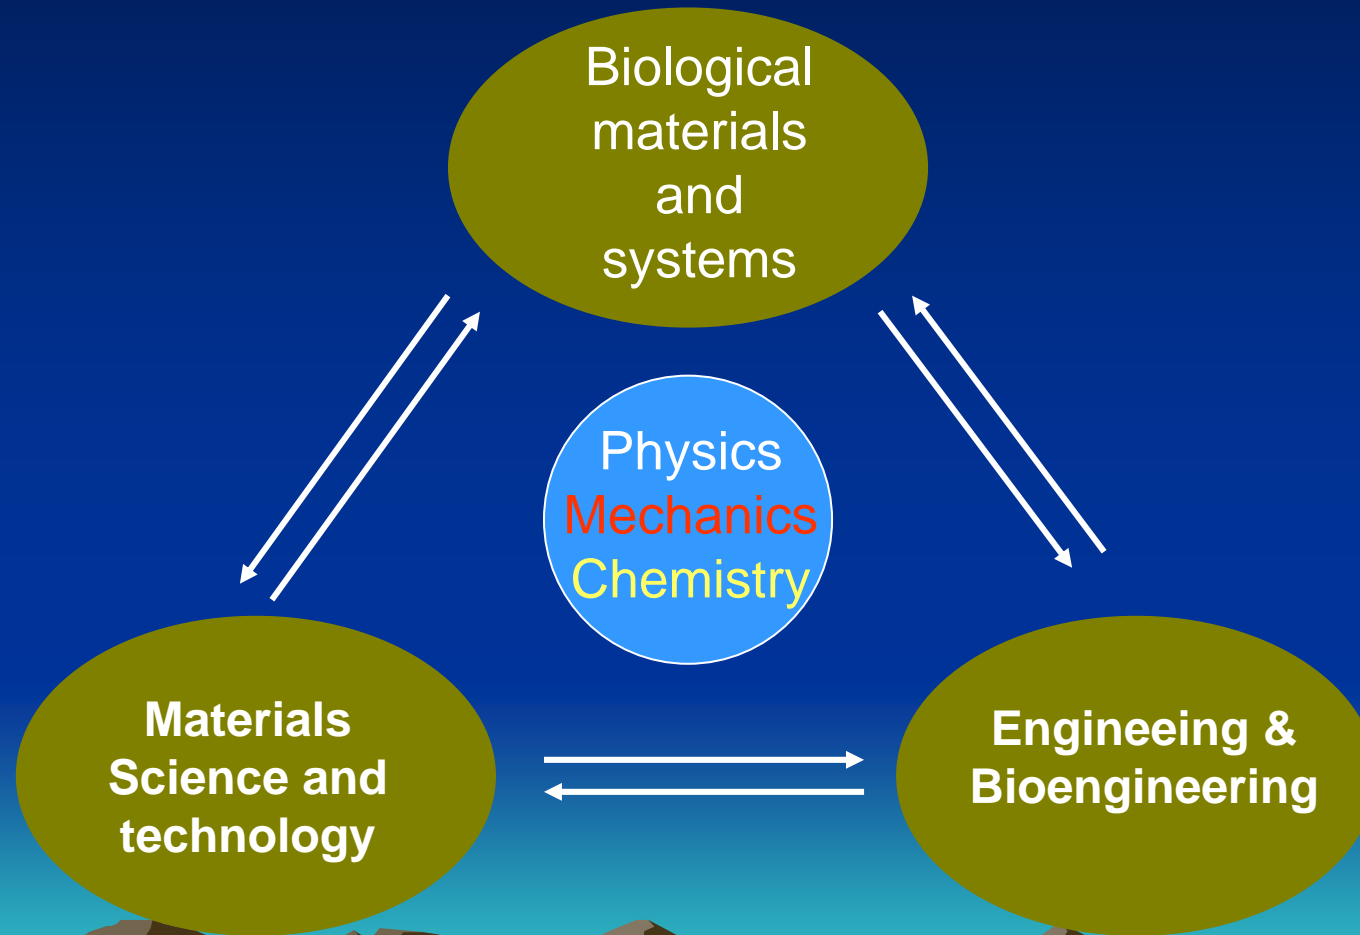 Biological
materials
and
systems
Physics
Mechanics
Chemistry
Materials
Science and
technology
Engineeing &
Bioengineering